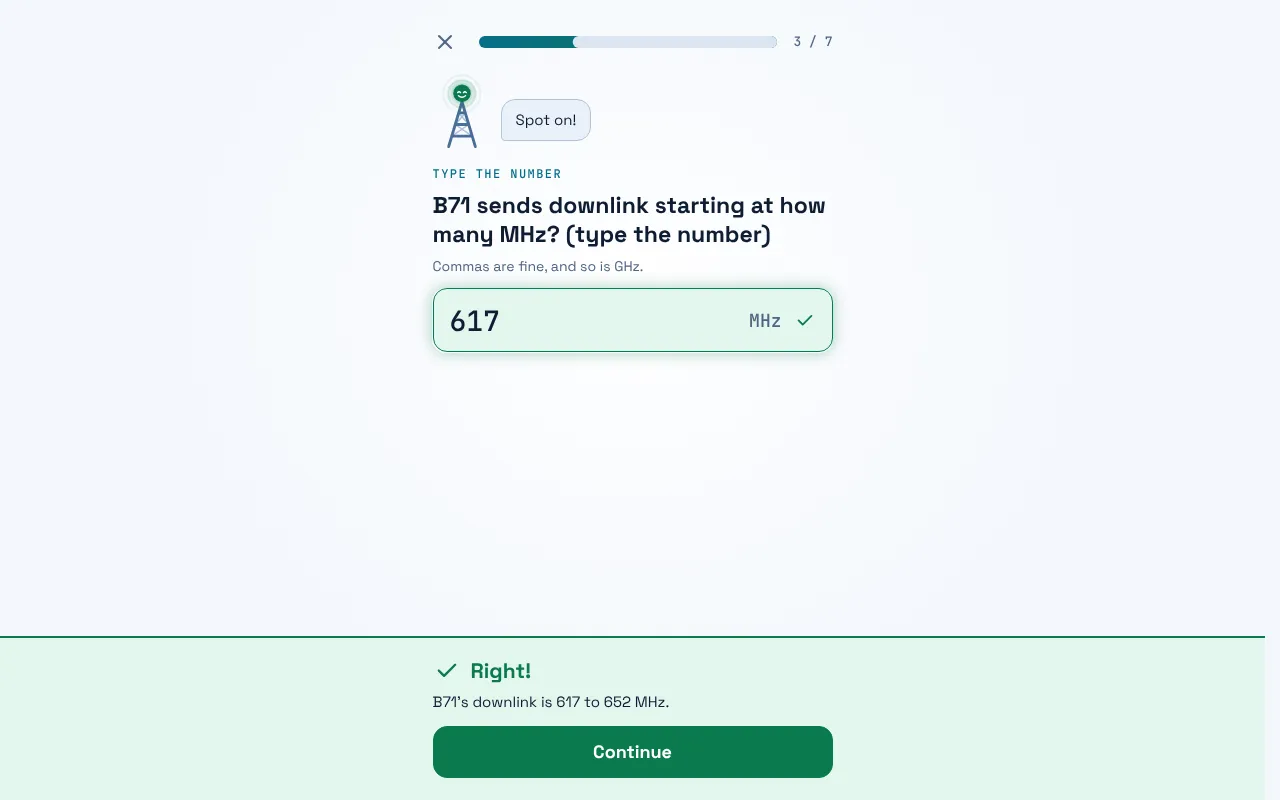 3 / 7
Spot on!
TYPE THE NUMBER
B71 sends downlink starting at how
many MHz? (type the number)
Commas are fine, and so is GHz.
617 MHz
Right!
B71's downlink is 617 to 652 MHz.
Continue